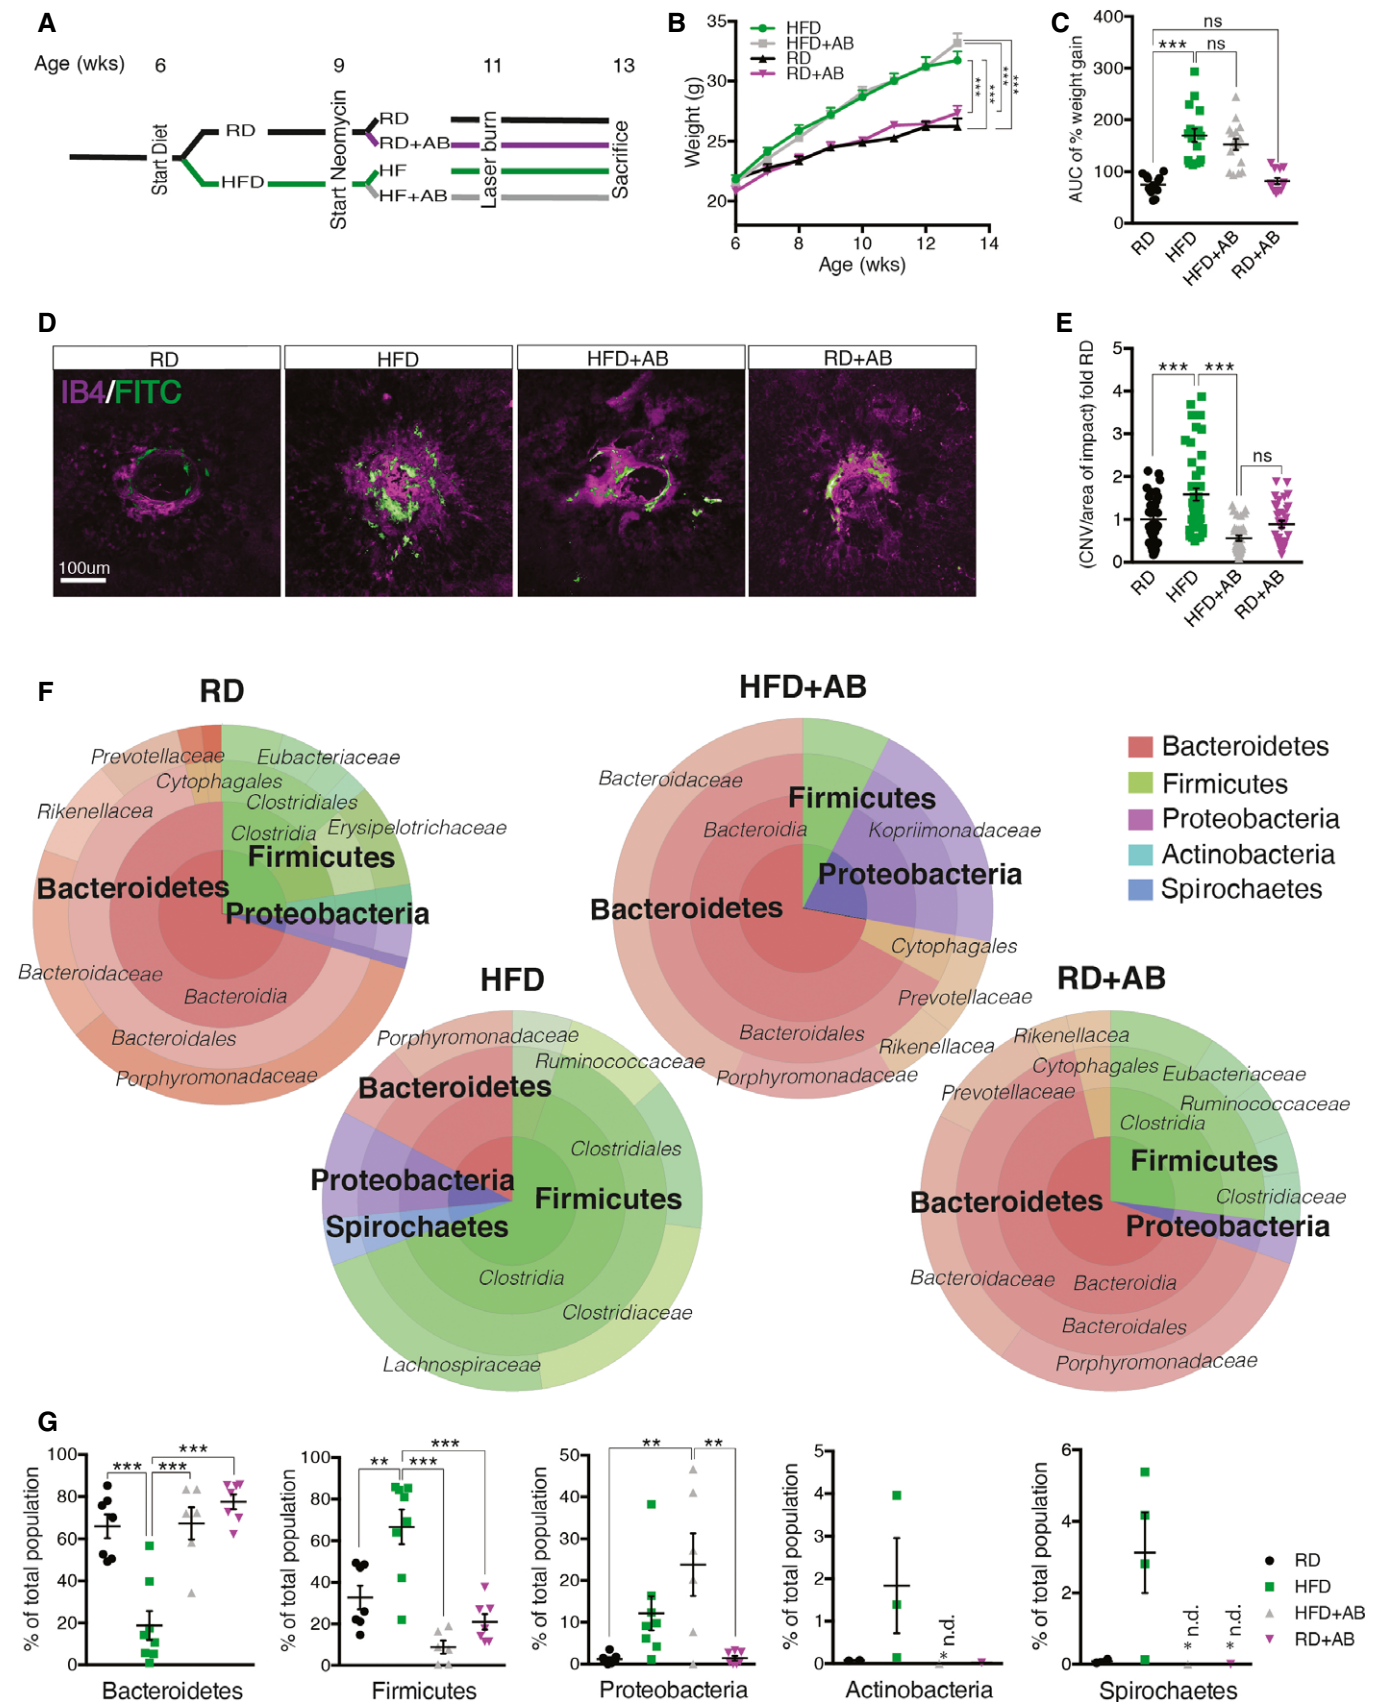 A
Age (wks) 6 9 11 13
Start Diet
RD
HFD
Start Neomycin
RD
RD+AB
HF
HF+AB
Laser burn
Sacrifice
B
Weight (g)
35
30
25
20
HFD
HFD+AB
RD
RD+AB
***
***
***
***
6 8 10 12 14
Age (wks)
C
AUC of % weight gain
400
300
200
100
0
ns
*** ns
RD HFD HFD+AB RD+AB
D
RD HFD HFD+AB RD+AB
IB4/FITC
100um
E
(CNV/area of impact) fold RD
5
4
3
2
1
0
*** ***
ns
RD HFD HFD+AB RD+AB
F
RD
Prevotellaceae Eubacteriaceae
Cytophagales
Clostridiales
Rikenellacea
Clostridia Erysipelotrichaceae
Firmicutes
Bacteroidetes
Proteobacteria
Bacteroidaceae
Bacteroidia
Bacteroidales
Porphyromonadaceae
HFD+AB
Bacteroidaceae
Firmicutes
Bacteroidia Kopriimonadaceae
Proteobacteria
Bacteroidetes
Cytophagales
Prevotellaceae
Bacteroidales
Rikenellacea
Porphyromonadaceae
Bacteroidetes
Firmicutes
Proteobacteria
Actinobacteria
Spirochaetes
HFD
Porphyromonadaceae
Ruminococcaceae
Bacteroidetes
Clostridiales
Proteobacteria
Firmicutes
Spirochaetes
Clostridia
Clostridiaceae
Lachnospiraceae
RD+AB
Rikenellacea
Cytophagales
Eubacteriaceae
Prevotellaceae
Ruminococcaceae
Clostridia
Firmicutes
Clostridiaceae
Bacteroidetes
Proteobacteria
Bacteroidaceae Bacteroidia
Bacteroidales
Porphyromonadaceae
G
% of total population
100
80
60
40
20
0
***
*** ***
Bacteroidetes
% of total population
100
80
60
40
20
0
***
** ***
Firmicutes
% of total population
50
40
30
20
10
0
** **
Proteobacteria
% of total population
5
4
3
2
1
0
* n.d.
Actinobacteria
% of total population
6
4
2
0
* n.d.
* n.d.
Spirochaetes
RD
HFD
HFD+AB
RD+AB